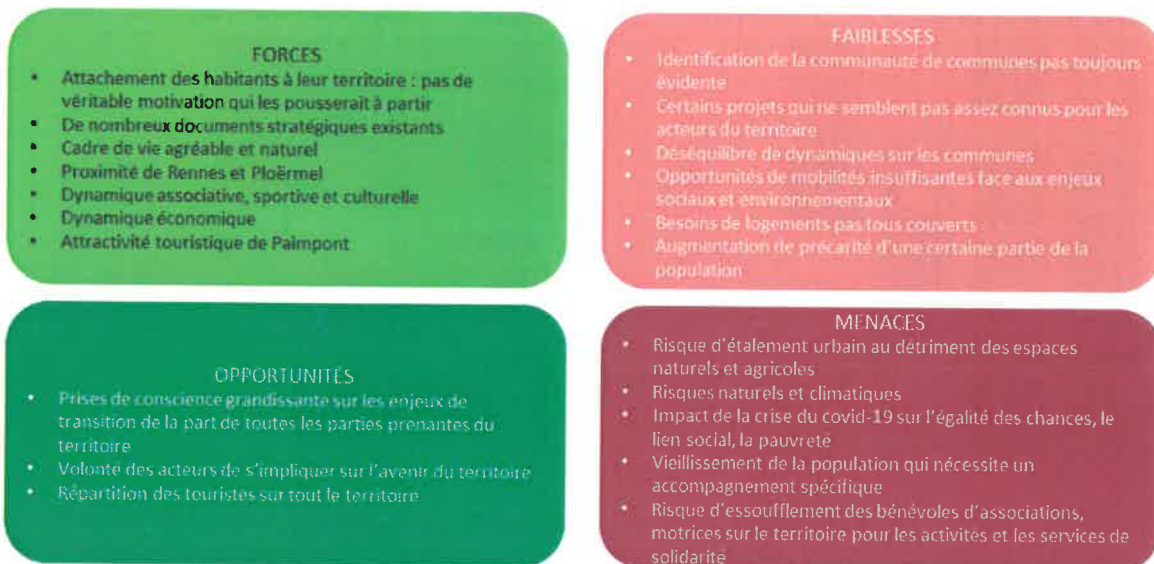 FORCES
• Attachement des habitants à leur territoire : pas de
véritable motivation qui les pousserait à partir
• De nombreux documents stratégiques existants
• Cadre de vie agréable et naturel
• Proximité de Rennes et Ploërmel
• Dynamique associative, sportive et culturelle
• Dynamique économique
• Attractivité touristique de Paimpont
FAIBLESSES
• Identification de la communauté de communes pas toujours
évidente
• Certains projets qui ne semblent pas assez connus pour les
acteurs du territoire
• Déséquilibre de dynamiques sur les communes
• Opportunités de mobilités insuffisantes face aux enjeux
sociaux et environnementaux
• Besoins de logements pas tous couverts
• Augmentation de précarité d'une certaine partie de la
population
OPPORTUNITÉS
• Prises de conscience grandissante sur les enjeux de
transition de la part de toutes les parties prenantes du
territoire
• Volonté des acteurs de s'impliquer sur l'avenir du territoire
• Répartition des touristes sur tout le territoire
MENACES
• Risque d'étalement urbain au détriment des espaces
naturels et agricoles
• Risques naturels et climatiques
• Impact de la crise du covid-19 sur l'égalité des chances, le
lien social, la pauvreté
• Vieillissement de la population qui nécessite un
accompagnement spécifique
• Risque d'essoufflement des bénévoles d'associations,
motrices sur le territoire pour les activités et les services de
solidarité